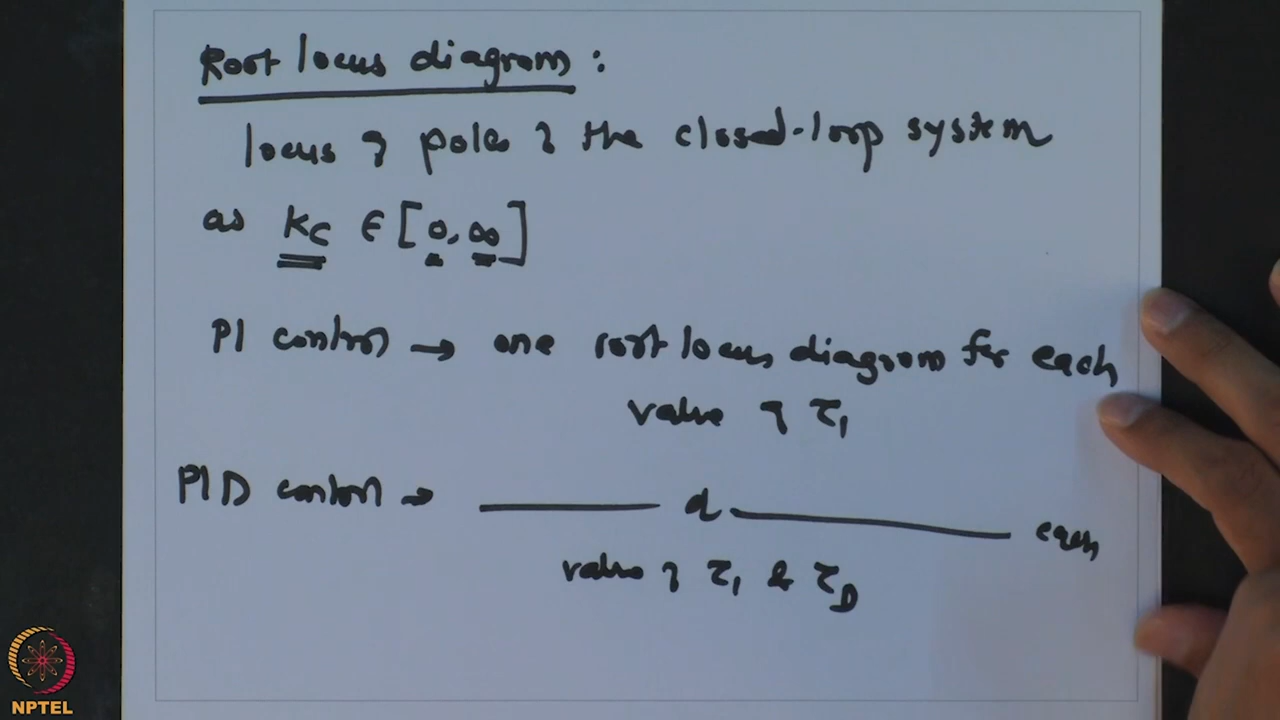 Root locus diagram :
locus of poles of the closed-loop system
as Kc ∈ [0, ∞]
PI control → one root locus diagram for each
value of τI
PID control → —— d. —— each
value of τI & τD
NPTEL